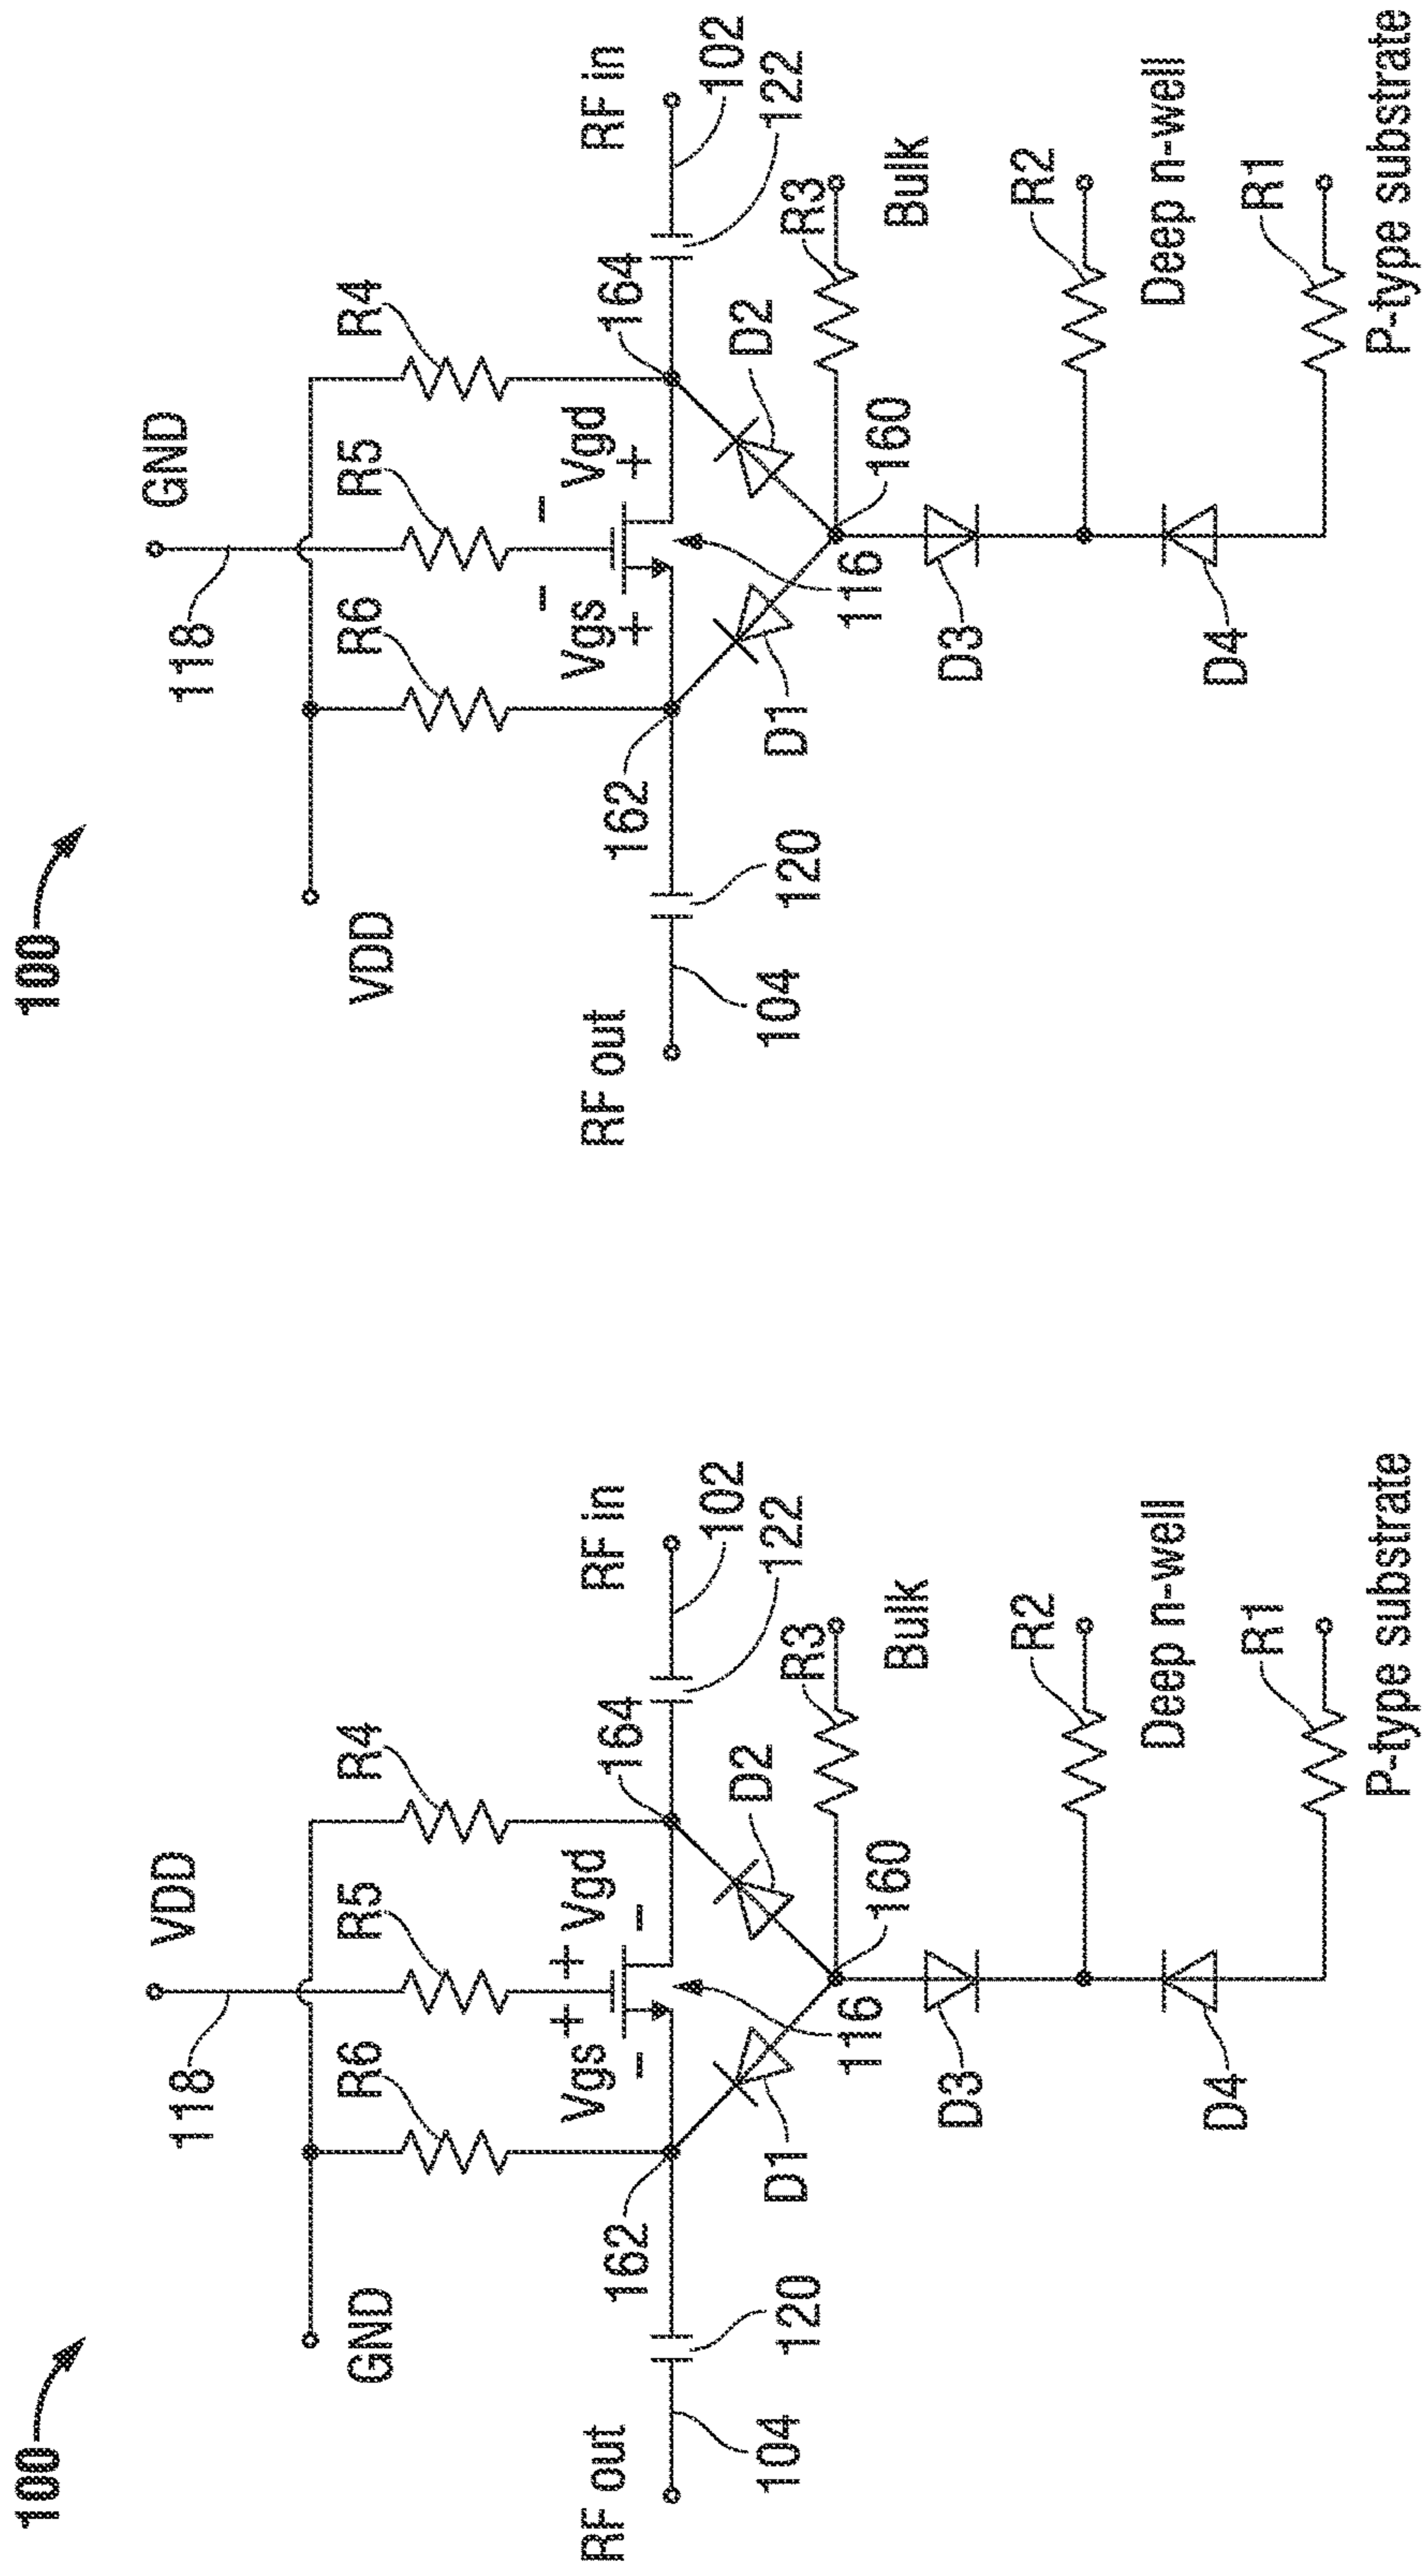 100
VDD
118
GND
R6
R5
R4
Vgs
+
+
Vgd
-
-
RF out
162
164
RF in
104
120
D1
116
160
D2
R3
122
102
Bulk
D3
R2
Deep n-well
D4
R1
P-type substrate
100
GND
118
VDD
R6
R5
R4
Vgs
-
-
Vgd
+
+
RF out
162
164
RF in
104
120
D1
116
160
D2
R3
122
102
Bulk
D3
R2
Deep n-well
D4
R1
P-type substrate